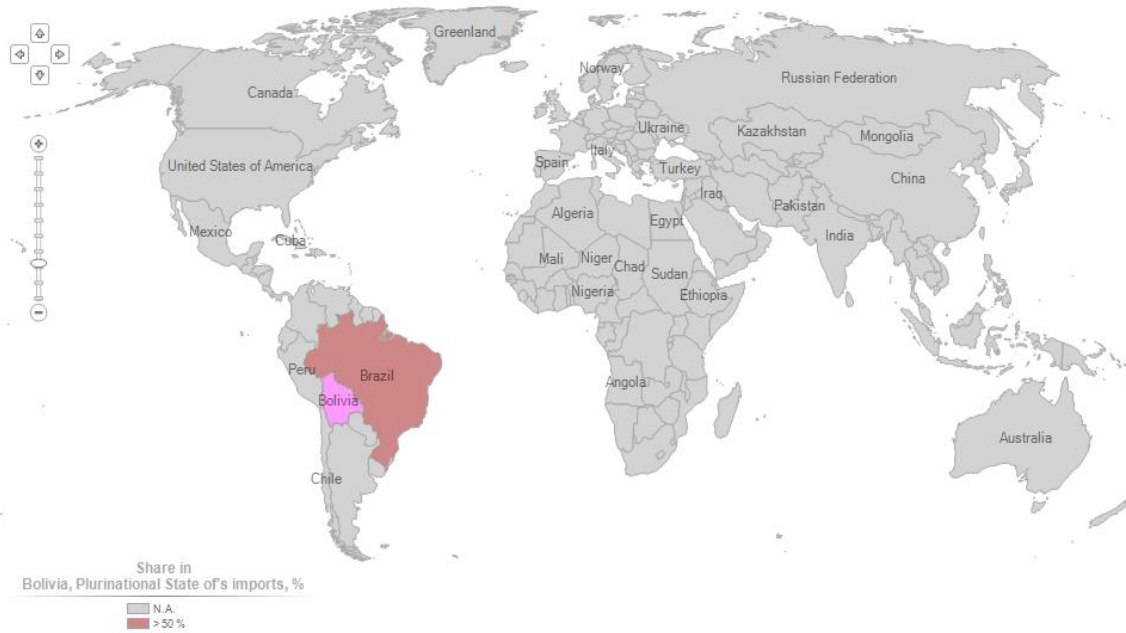 Greenland
Norway
Russian Federation
Canada
Ukraine
Kazakhstan
Mongolia
Italy
Spain
United States of America
Turkey
China
Iraq
Pakistan
Algeria
Egypt
Mexico
India
Cuba
Mali
Niger
Chad
Sudan
Nigeria
Ethiopia
Peru
Brazil
Angola
Bolivia
Australia
Chile
Share in
Bolivia, Plurinational State of's imports, %
N.A.
> 50 %